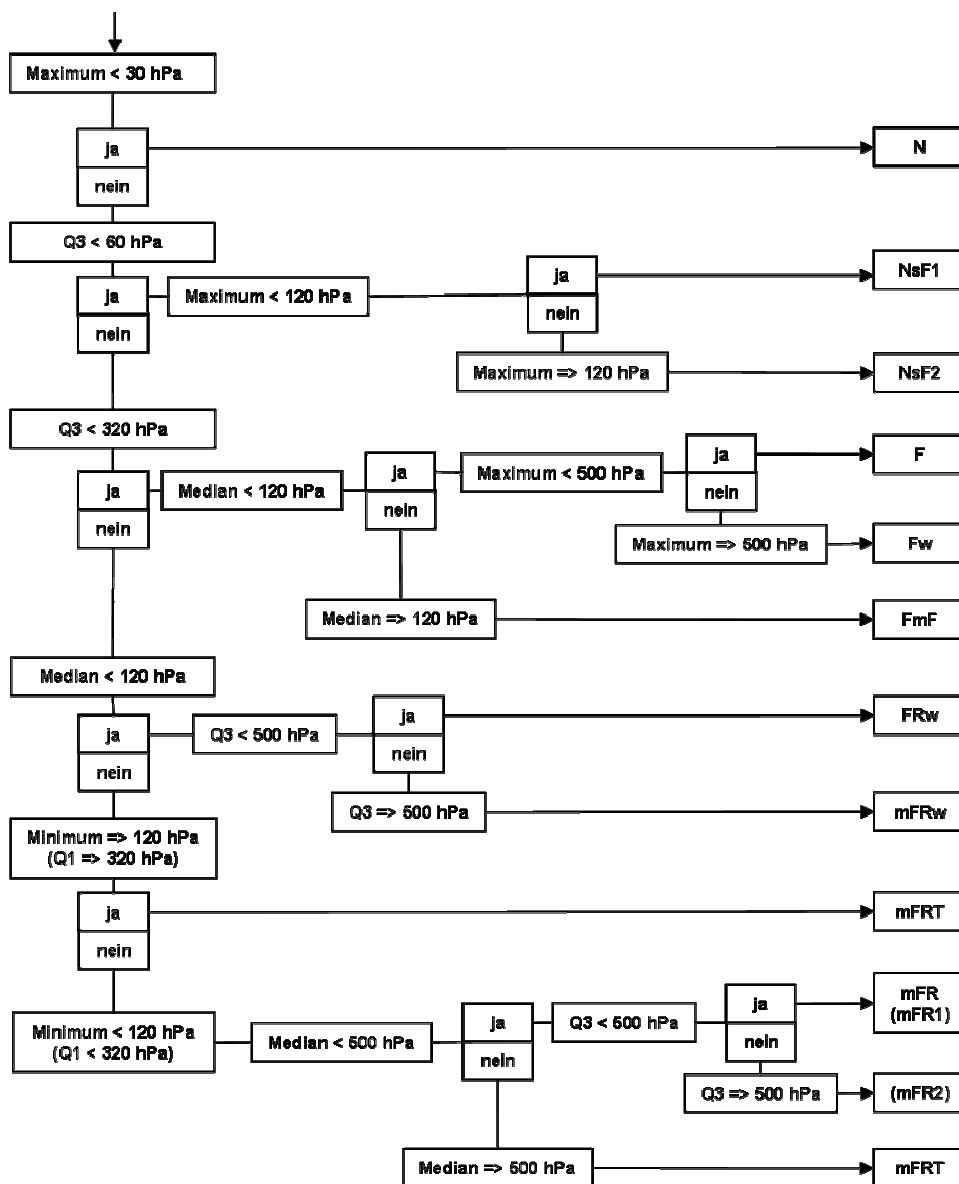 Maximum < 30 hPa
ja
N
nein
Q3 < 60 hPa
ja
Maximum < 120 hPa
ja
NsF1
nein
nein
Maximum => 120 hPa
NsF2
Q3 < 320 hPa
ja
Median < 120 hPa
ja
Maximum < 500 hPa
ja
F
nein
nein
nein
Maximum => 500 hPa
Fw
Median => 120 hPa
FmF
Median < 120 hPa
ja
Q3 < 500 hPa
ja
FRw
nein
nein
Q3 => 500 hPa
mFRw
Minimum => 120 hPa
(Q1 => 320 hPa)
ja
mFRT
nein
Minimum < 120 hPa
(Q1 < 320 hPa)
Median < 500 hPa
ja
Q3 < 500 hPa
ja
mFR
(mFR1)
nein
nein
Q3 => 500 hPa
(mFR2)
Median => 500 hPa
mFRT